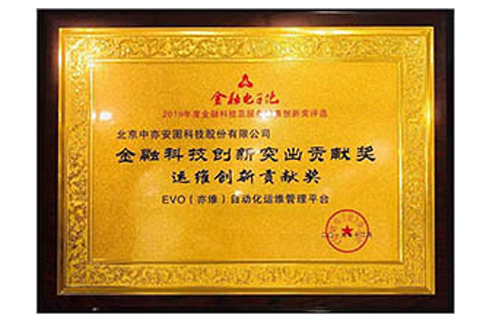 金融电子化
2019年度金融科技及服务优秀创新奖评选
北京中亦安图科技股份有限公司
金融科技创新突出贡献奖
运维创新贡献奖
EVO（亦维）自动化运维管理平台